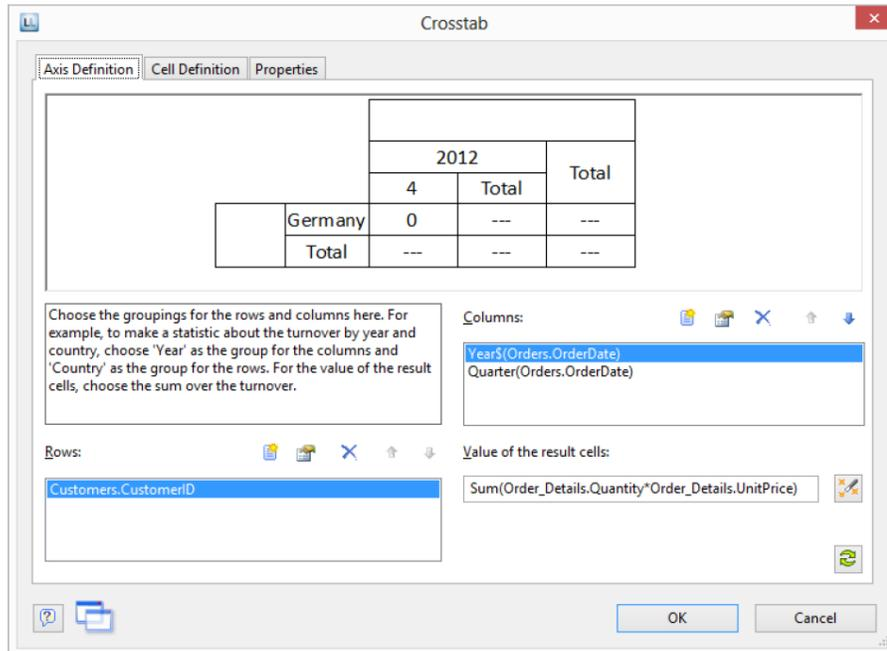 LL
Crosstab
Axis Definition Cell Definition Properties
2012
Total
4 Total
Germany 0 --- ---
Total --- --- ---
Choose the groupings for the rows and columns here. For
example, to make a statistic about the turnover by year and
country, choose 'Year' as the group for the columns and
'Country' as the group for the rows. For the value of the result
cells, choose the sum over the turnover.
Columns:
Year$(Orders.OrderDate)
Quarter(Orders.OrderDate)
Rows:
Customers.CustomerID
Value of the result cells:
Sum(Order_Details.Quantity*Order_Details.UnitPrice)
OK Cancel